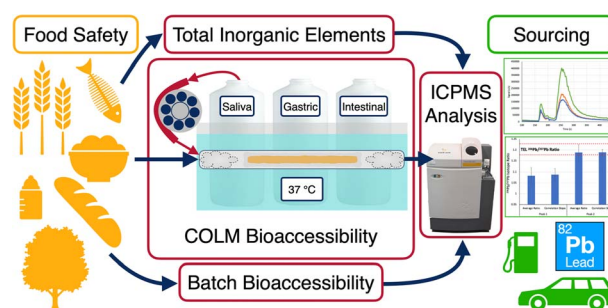 Food Safety
Total Inorganic Elements
Sourcing
Saliva
Gastric
Intestinal
37 °C
COLM Bioaccessibility
ICPMS
Analysis
Batch Bioaccessibility
82
Pb
Lead